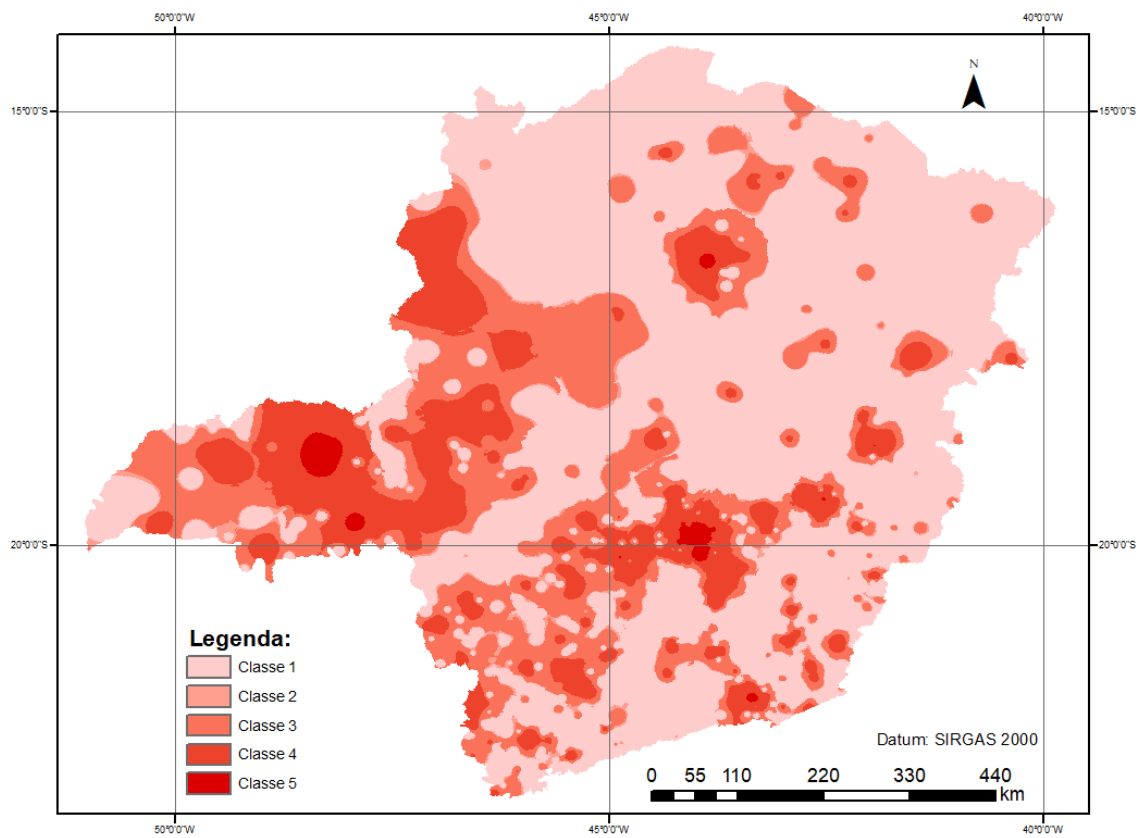 50°0'0"W 45°0'0"W 40°0'0"W
N
15°0'0"S 15°0'0"S
20°0'0"S 20°0'0"S
Legenda:
Classe 1
Classe 2
Classe 3
Classe 4
Classe 5
Datum: SIRGAS 2000
0 55 110 220 330 440
km
50°0'0"W 45°0'0"W 40°0'0"W